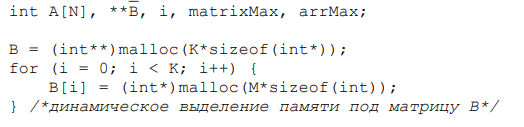 int A[N], **B, i, matrixMax, arrMax;
B = (int**)malloc(K*sizeof(int*));
for (i = 0; i < K; i++) {
B[i] = (int*)malloc(M*sizeof(int));
} /*динамическое выделение памяти под матрицу B*/